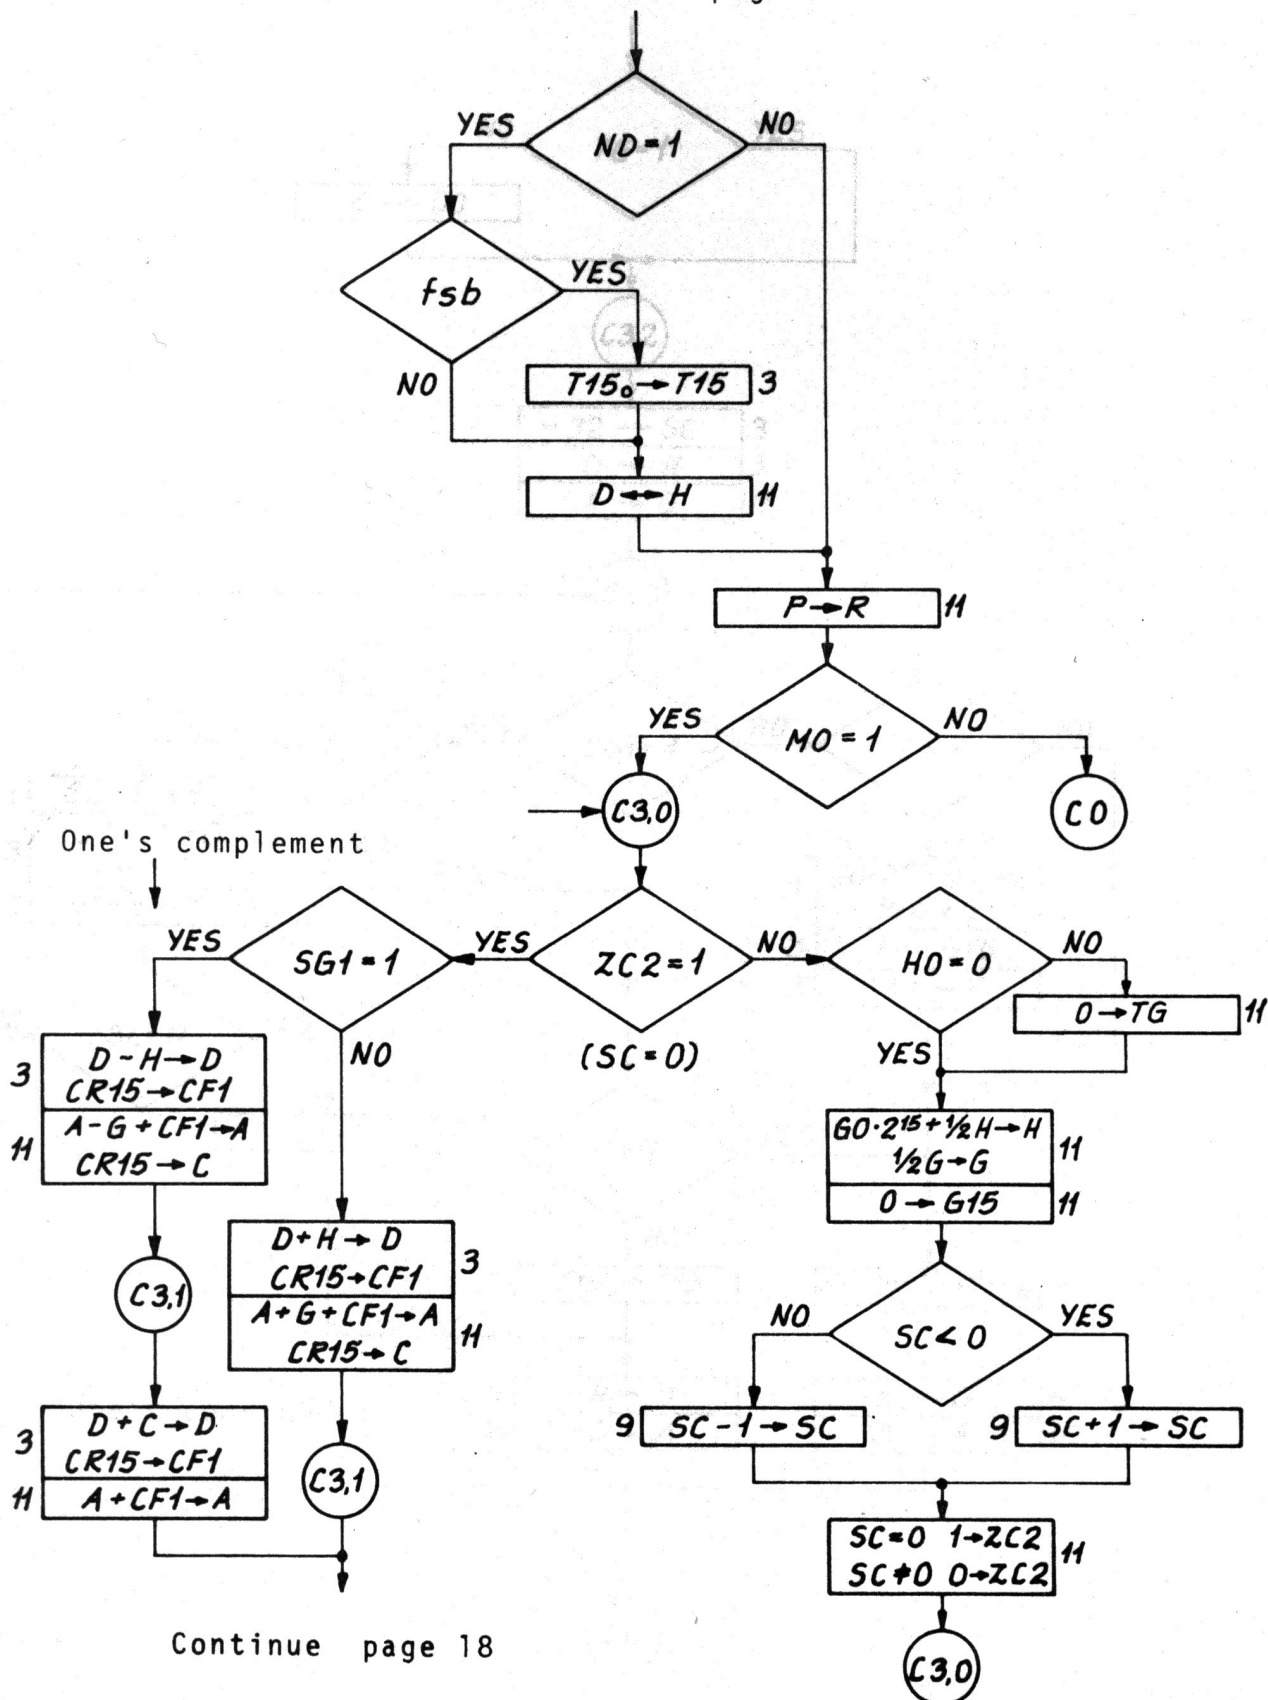 YES
ND=1
NO
fsb
YES
NO
T15₀→T15 3
D↔H 11
P→R 11
YES
M0=1
NO
C3,0
C0
One's complement
YES
SG1=1
YES
ZC2=1
NO
H0=0
NO
0→TG 11
NO
(SC=0)
YES
3 D-H→D
CR15→CF1
11 A-G+CF1→A
CR15→C
G0·2¹⁵+½H→H 11
½G→G
0→G15 11
D+H→D 3
CR15→CF1
C3,1
A+G+CF1→A 11
CR15→C
NO
SC<0
YES
3 D+C→D
CR15→CF1
11 A+CF1→A
9 SC-1→SC
9 SC+1→SC
C3,1
SC=0 1→ZC2 11
SC≠0 0→ZC2
Continue page 18
C3,0